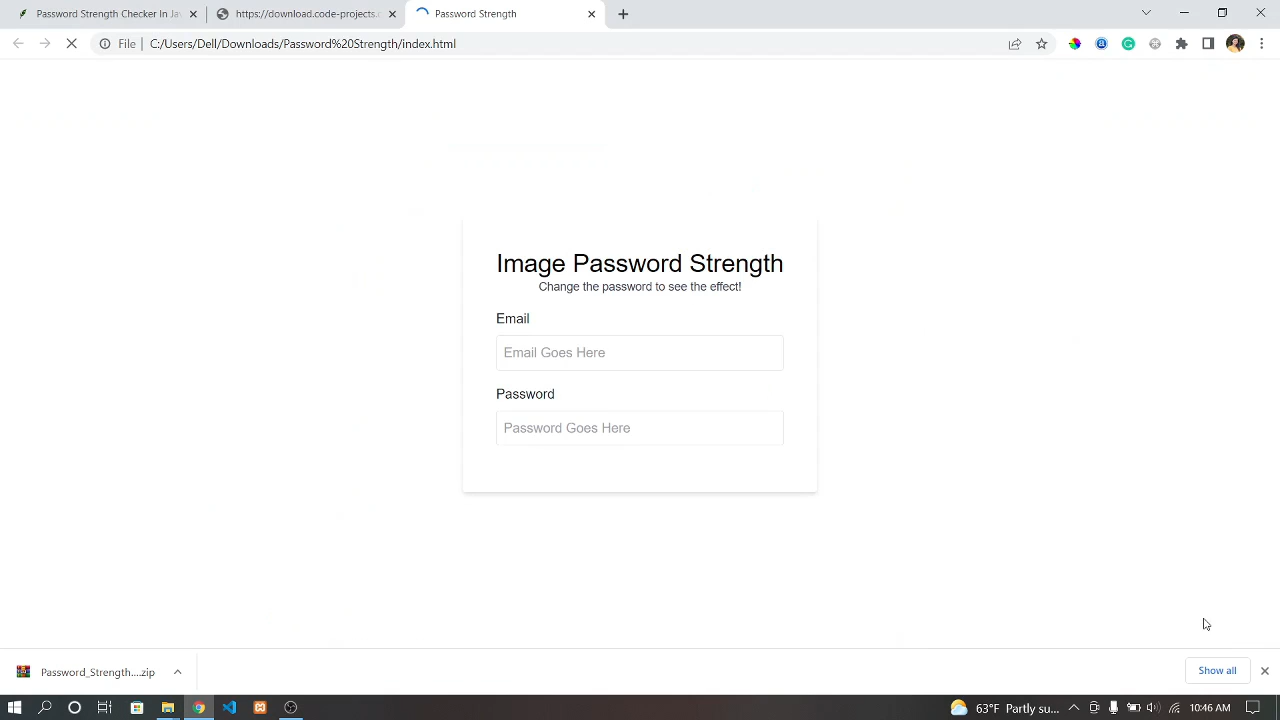 Password Strength Checker In Jav
https://download.code-projects.o
Password Strength
File
C:/Users/Dell/Downloads/Password%20Strength/index.html
Image Password Strength
Change the password to see the effect!
Email
Email Goes Here
Password
Password Goes Here
Password_Strength....zip
Show all
63°F Partly su...
10:46 AM